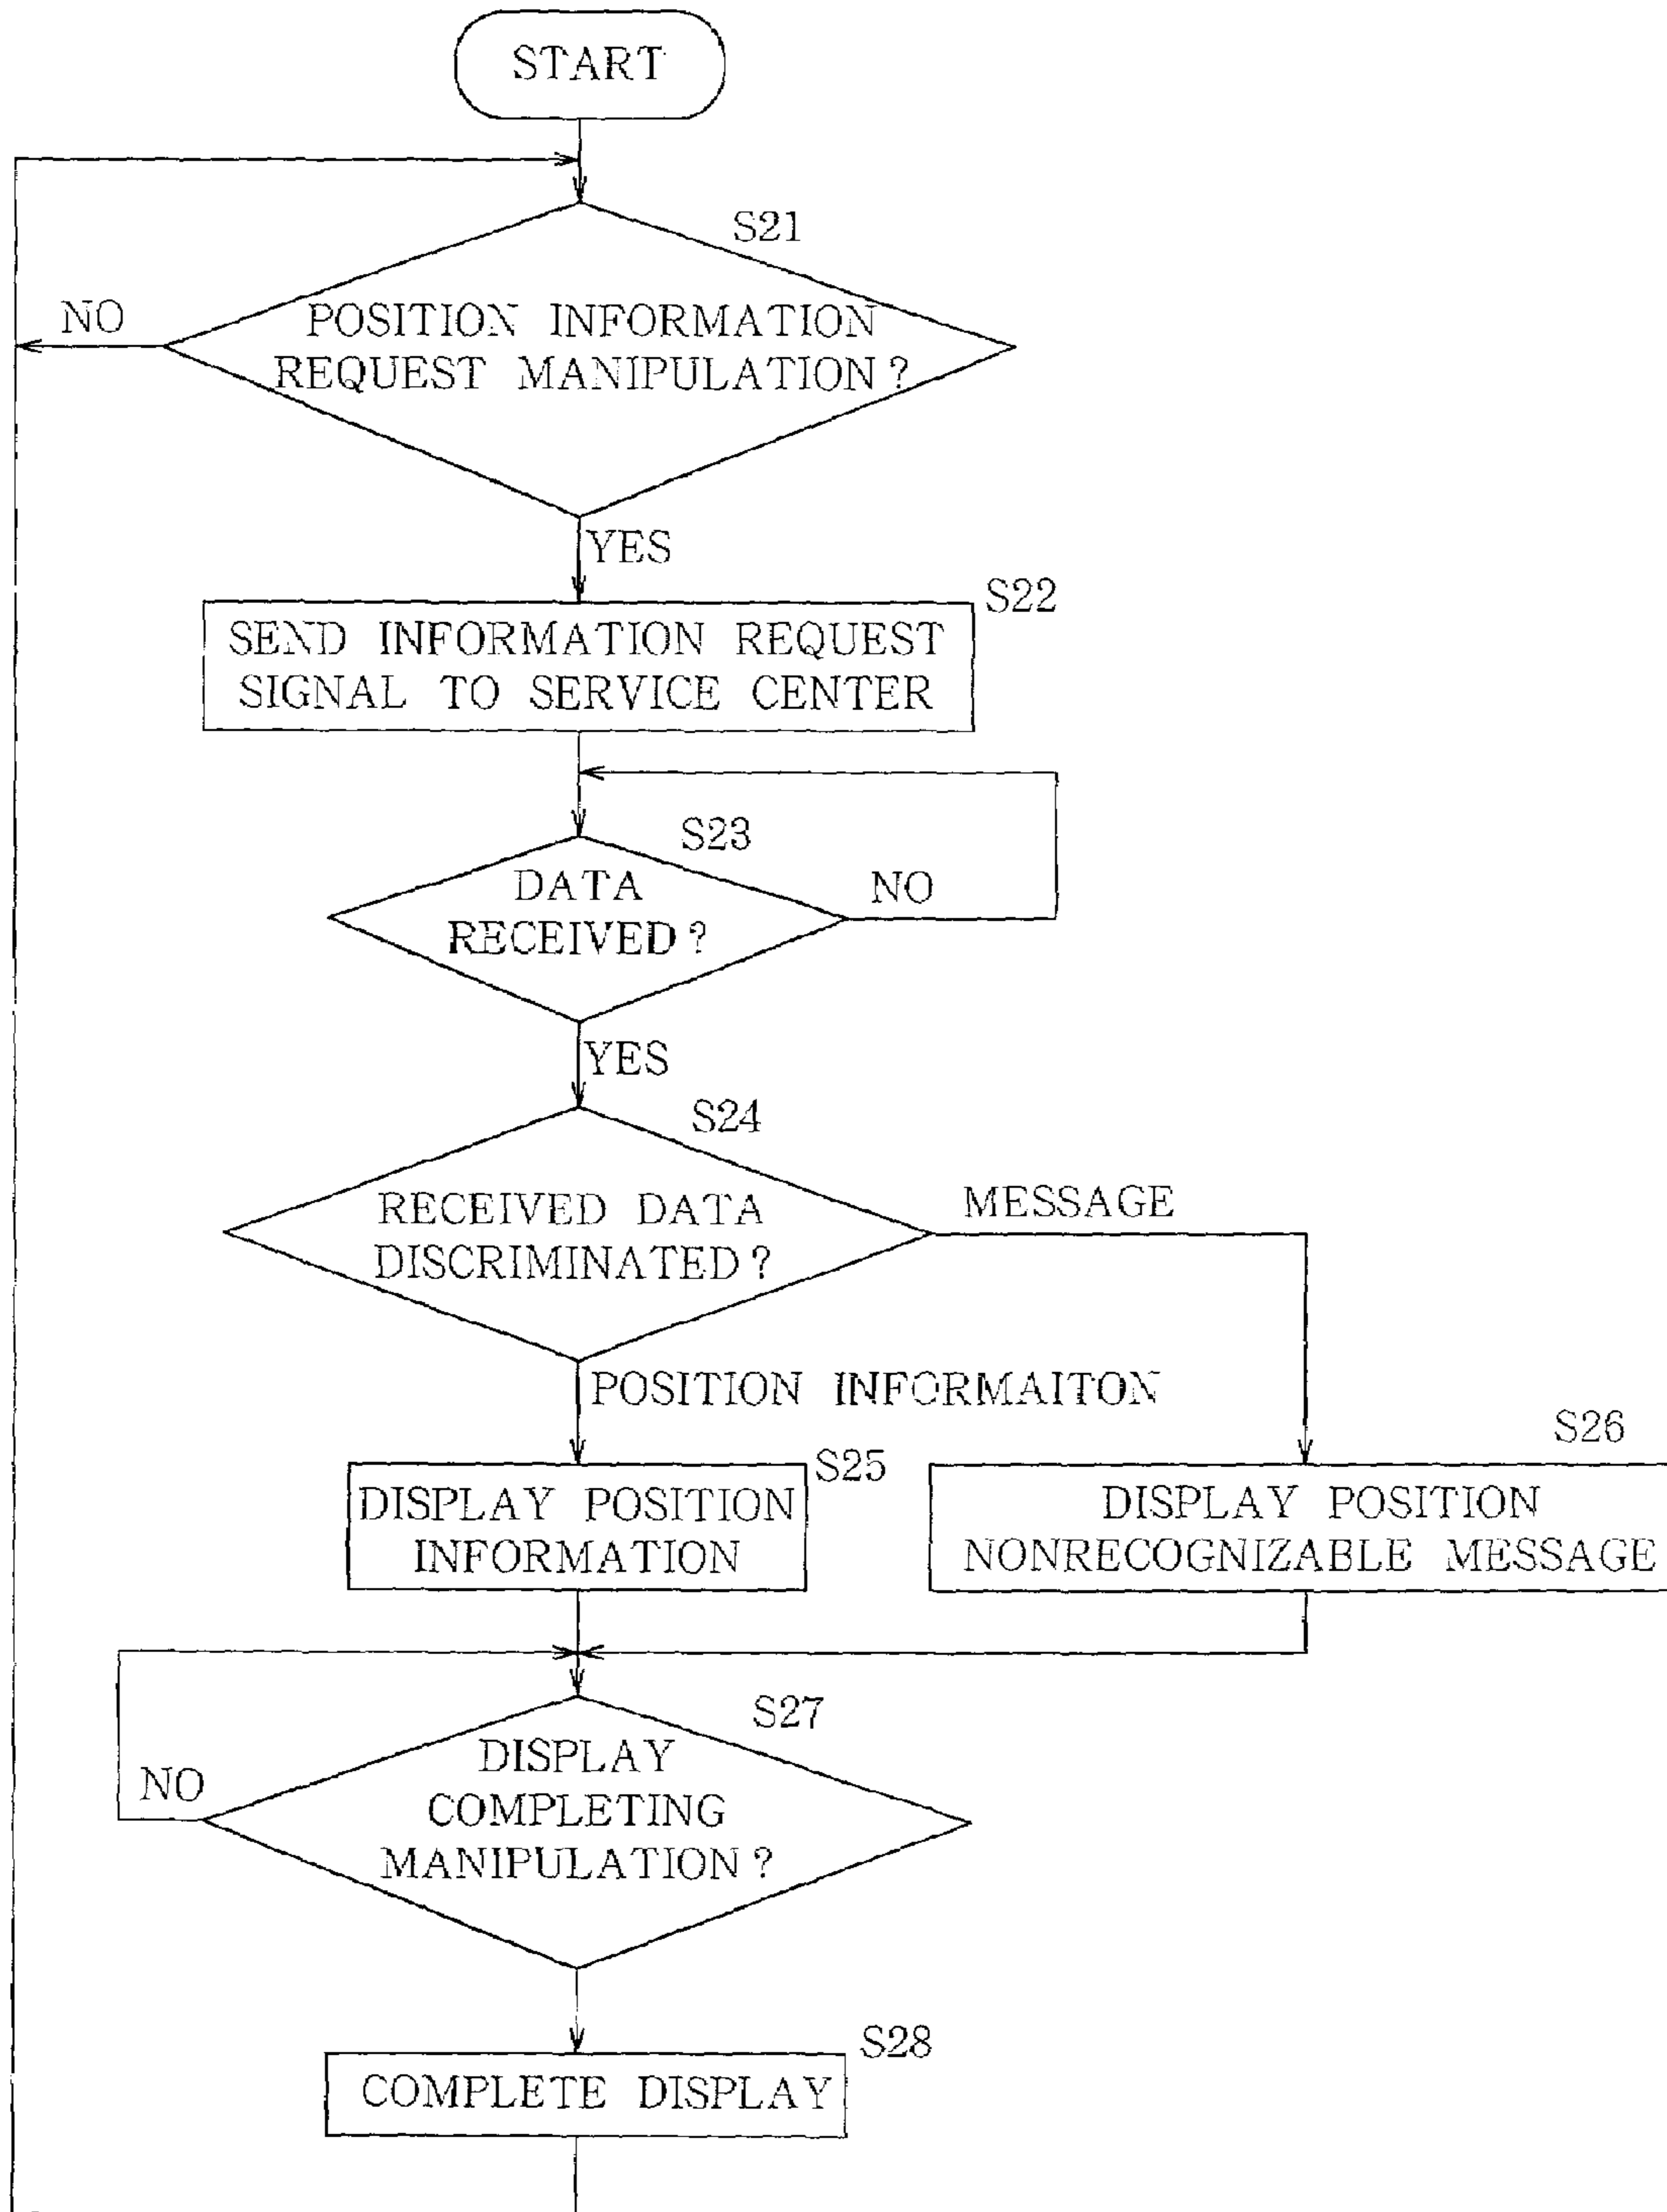 START
S21
NO
POSITION INFORMATION
REQUEST MANIPULATION?
YES
S22
SEND INFORMATION REQUEST
SIGNAL TO SERVICE CENTER
S23
DATA
RECEIVED?
NO
YES
S24
RECEIVED DATA
DISCRIMINATED?
MESSAGE
POSITION INFORMAITON
S25
DISPLAY POSITION
INFORMATION
S26
DISPLAY POSITION
NONRECOGNIZABLE MESSAGE
S27
DISPLAY
COMPLETING
MANIPULATION?
NO
S28
COMPLETE DISPLAY